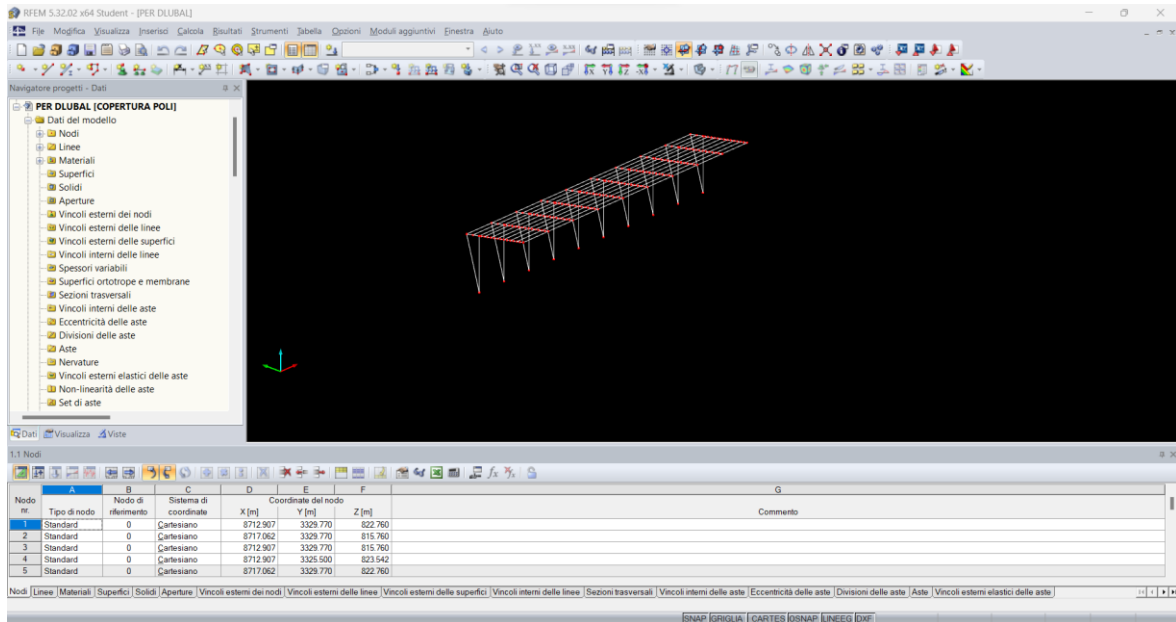 RFEM 5.32.02 x64 Student - [PER DLUBAL]
File Modifica Visualizza Inserisci Calcola Risultati Strumenti Tabella Opzioni Moduli aggiuntivi Finestra Aiuto
Navigatore progetti - Dati
PER DLUBAL [COPERTURA POLI]
Dati del modello
Nodi
Linee
Materiali
Superfici
Solidi
Aperture
Vincoli esterni dei nodi
Vincoli esterni delle linee
Vincoli esterni delle superfici
Vincoli interni delle linee
Spessori variabili
Superfici ortotrope e membrane
Sezioni trasversali
Vincoli interni delle aste
Eccentricità delle aste
Divisioni delle aste
Aste
Nervature
Vincoli esterni elastici delle aste
Non-linearità delle aste
Set di aste
Dati Visualizza Viste
1.1 Nodi
A B C D E F G
Nodo Nodo di Sistema di Coordinate del nodo
nr. Tipo di nodo riferimento coordinate X [m] Y [m] Z [m] Commento
1 Standard 0 Cartesiano 8712.907 3329.770 822.760
2 Standard 0 Cartesiano 8717.062 3329.770 815.760
3 Standard 0 Cartesiano 8712.907 3329.770 815.760
4 Standard 0 Cartesiano 8712.907 3325.500 823.542
5 Standard 0 Cartesiano 8717.062 3329.770 822.760
Nodi Linee Materiali Superfici Solidi Aperture Vincoli esterni dei nodi Vincoli esterni delle linee Vincoli esterni delle superfici Vincoli interni delle linee Sezioni trasversali Vincoli interni delle aste Eccentricità delle aste Divisioni delle aste Aste Vincoli esterni elastici delle aste
SNAP GRIGLIA CARTES OSNAP LINEEG DXF